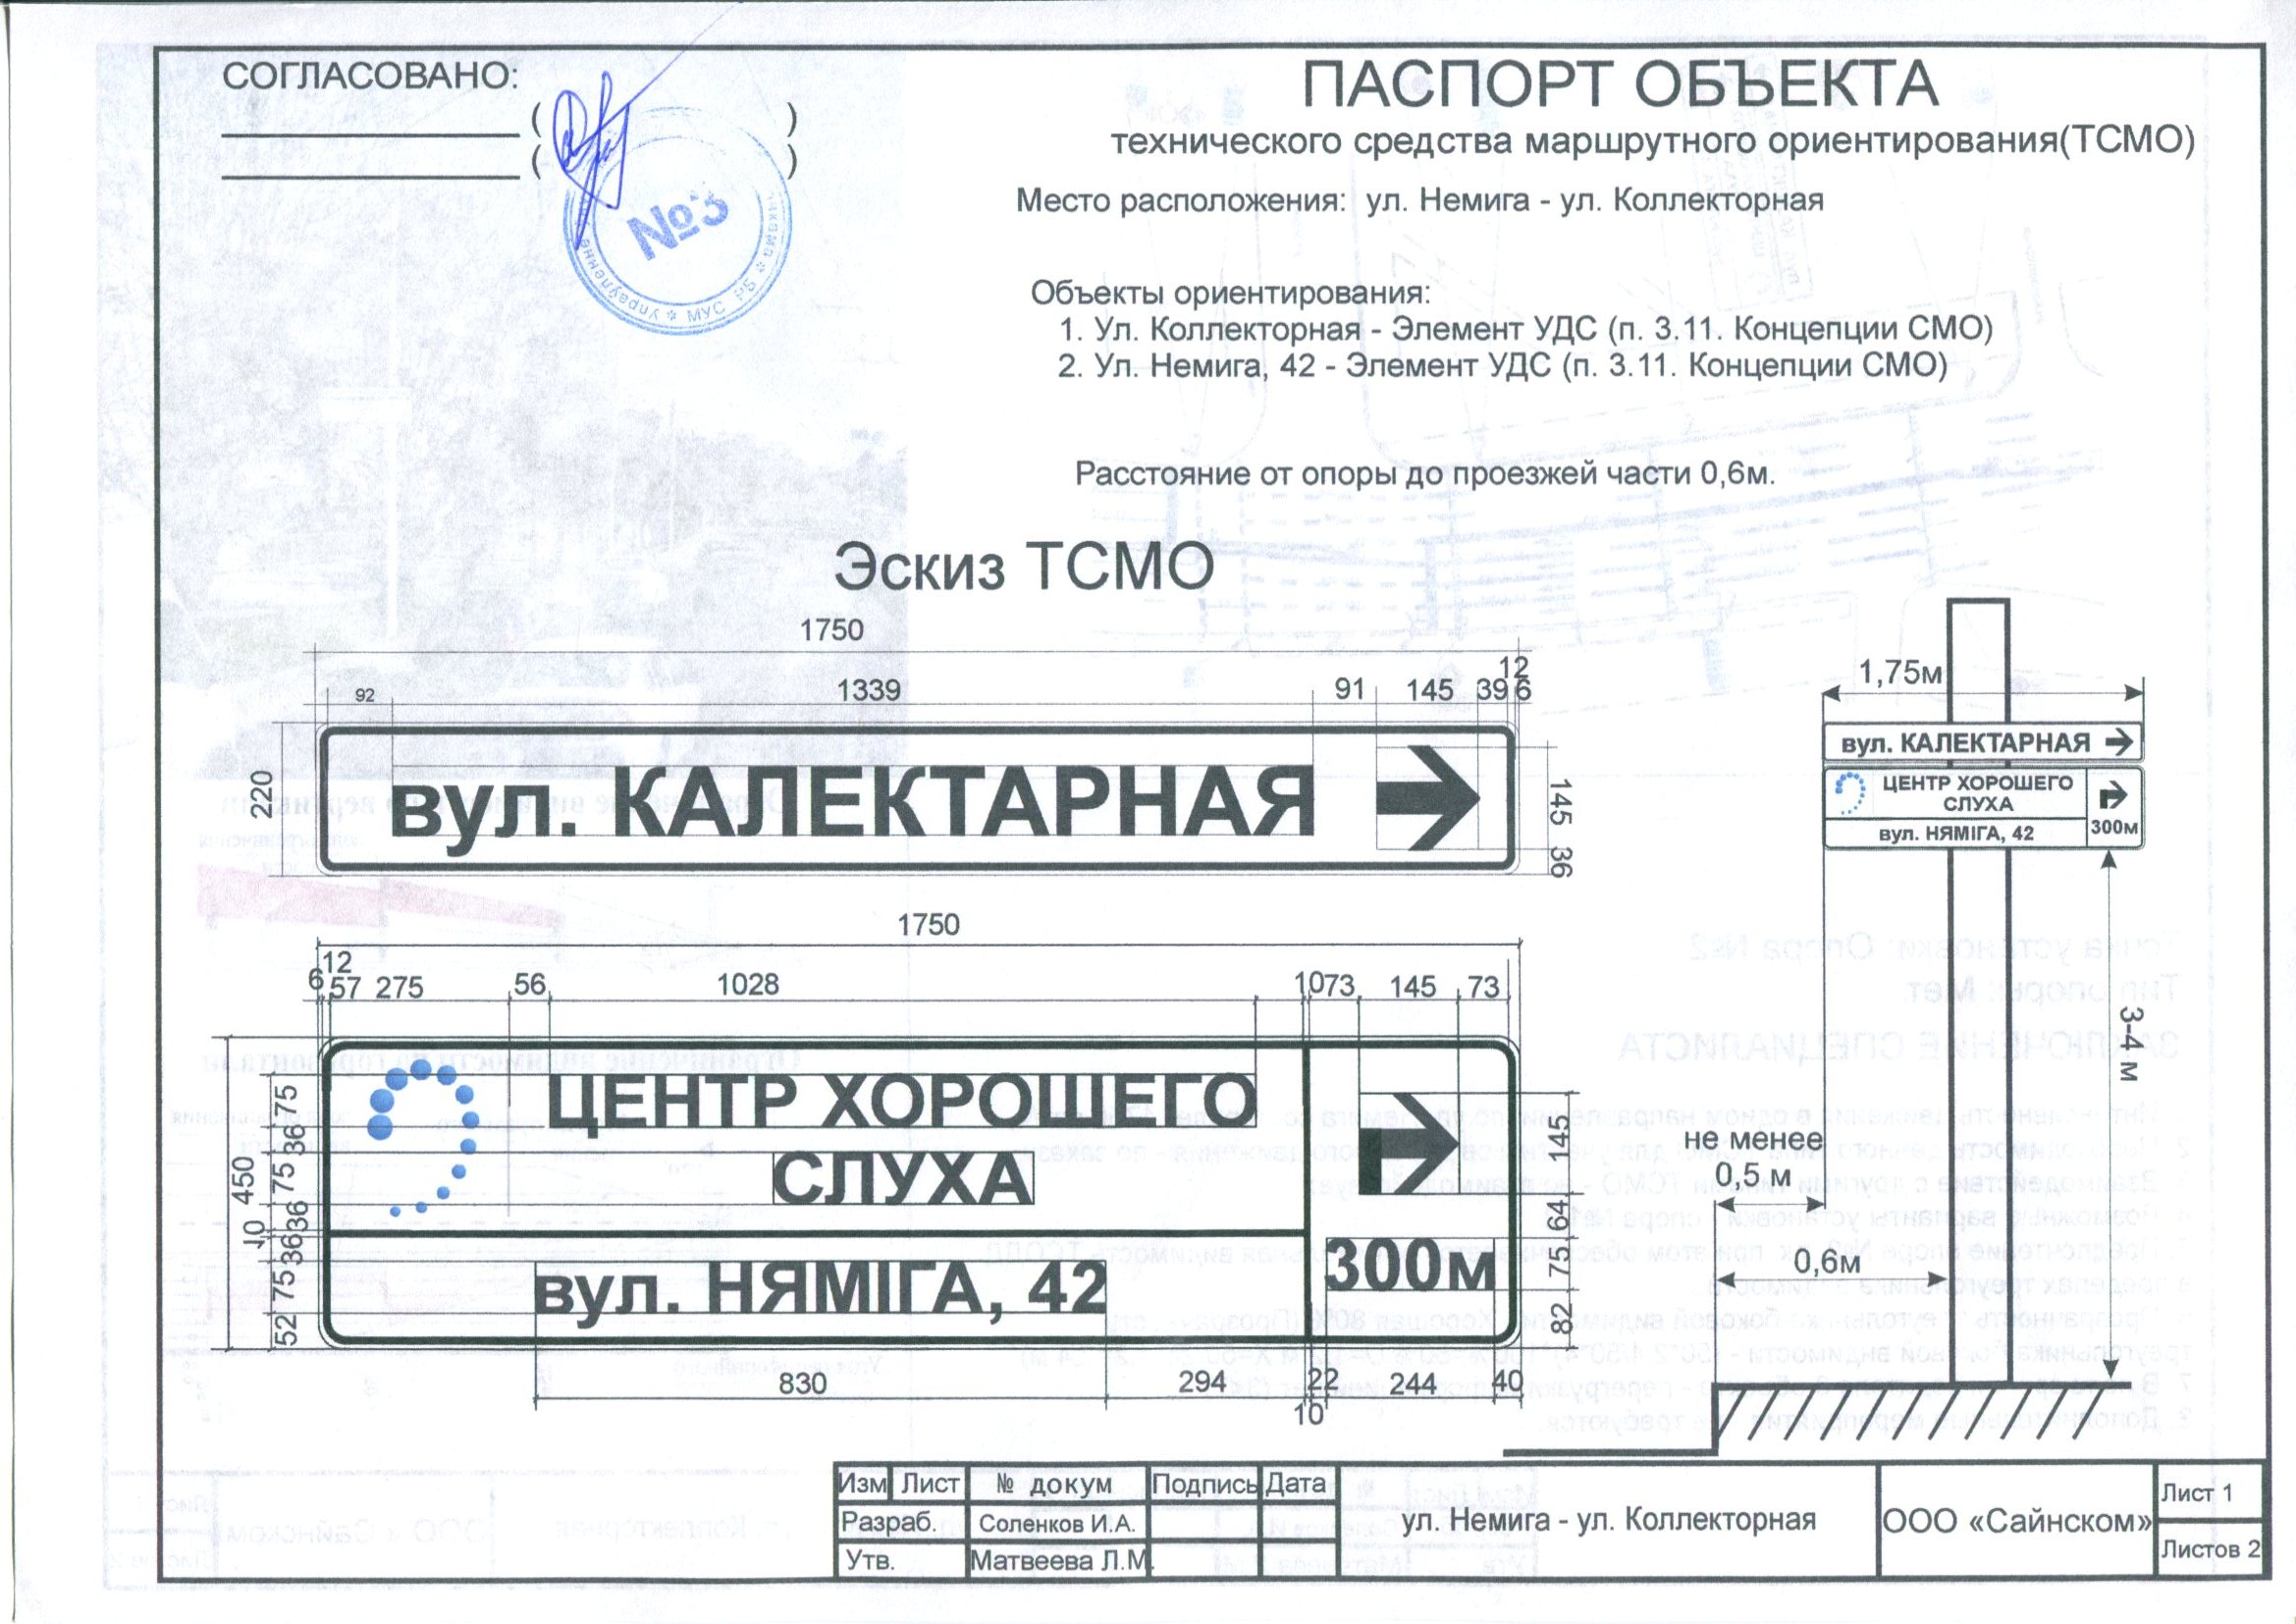 СОГЛАСОВАНО:
( )
( )
№3
управленне * МУС РБ *
ПАСПОРТ ОБЪЕКТА
технического средства маршрутного ориентирования(ТСМО)
Место расположения: ул. Немига - ул. Коллекторная
Объекты ориентирования:
1. Ул. Коллекторная - Элемент УДС (п. 3.11. Концепции СМО)
2. Ул. Немига, 42 - Элемент УДС (п. 3.11. Концепции СМО)
Расстояние от опоры до проезжей части 0,6м.
Эскиз ТСМО
1750
92
1339
91
145
39
12
6
220
вул. КАЛЕКТАРНАЯ
145
36
1750
6
12
57
275
56
1028
10
73
145
73
450
75
36
75
36
10
36
75
52
ЦЕНТР ХОРОШЕГО
СЛУХА
вул. НЯМІГА, 42
300м
145
64
75
82
830
294
10
22
244
40
1,75м
вул. КАЛЕКТАРНАЯ
ЦЕНТР ХОРОШЕГО
СЛУХА
вул. НЯМІГА, 42
300м
3-4 м
не менее
0,5 м
0,6м
Изм Лист № докум Подпись Дата
Разраб. Соленков И.А.
Утв. Матвеева Л.М.
ул. Немига - ул. Коллекторная
ООО «Сайнском»
Лист 1
Листов 2